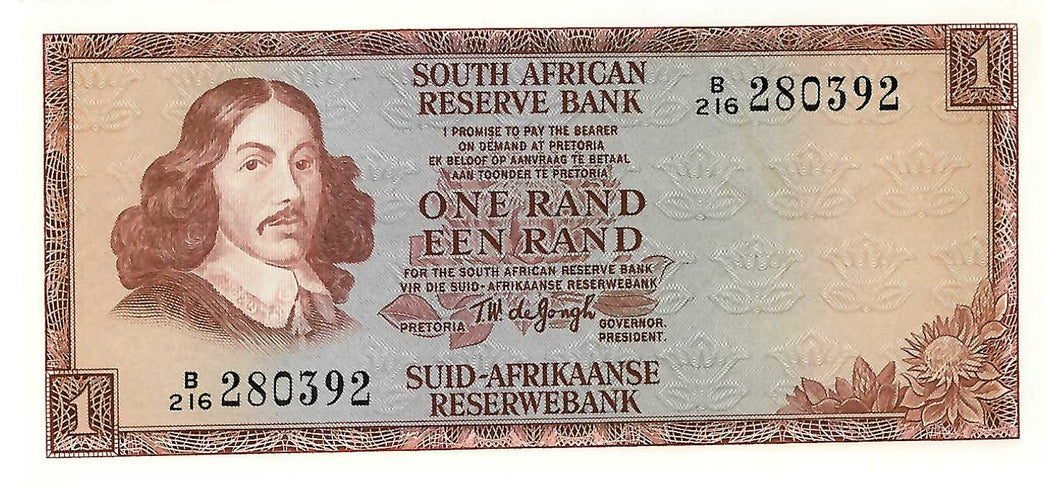 1
SOUTH AFRICAN
RESERVE BANK
B/216 280392
I PROMISE TO PAY THE BEARER
ON DEMAND AT PRETORIA
EK BELOOF OP AANVRAAG TE BETAAL
AAN TOONDER TE PRETORIA
ONE RAND
EEN RAND
FOR THE SOUTH AFRICAN RESERVE BANK
VIR DIE SUID-AFRIKAANSE RESERWEBANK
PRETORIA T.W. de Jongh GOVERNOR.
PRESIDENT.
B/216 280392
SUID-AFRIKAANSE
RESERWEBANK
1